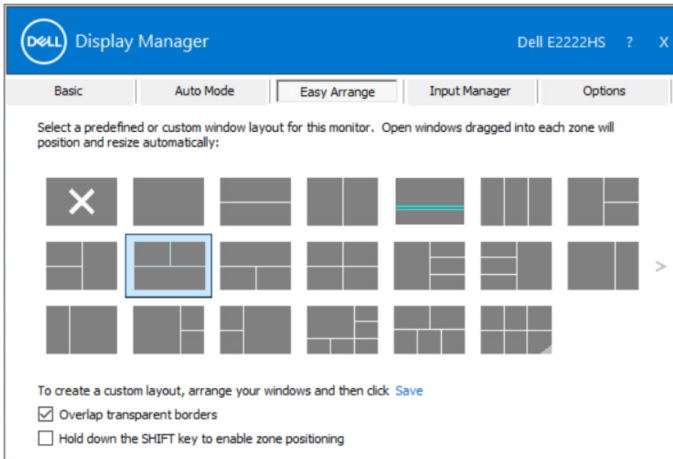 DELL Display Manager Dell E2222HS ? X
Basic Auto Mode Easy Arrange Input Manager Options
Select a predefined or custom window layout for this monitor. Open windows dragged into each zone will
position and resize automatically:
>
To create a custom layout, arrange your windows and then click Save
Overlap transparent borders
Hold down the SHIFT key to enable zone positioning